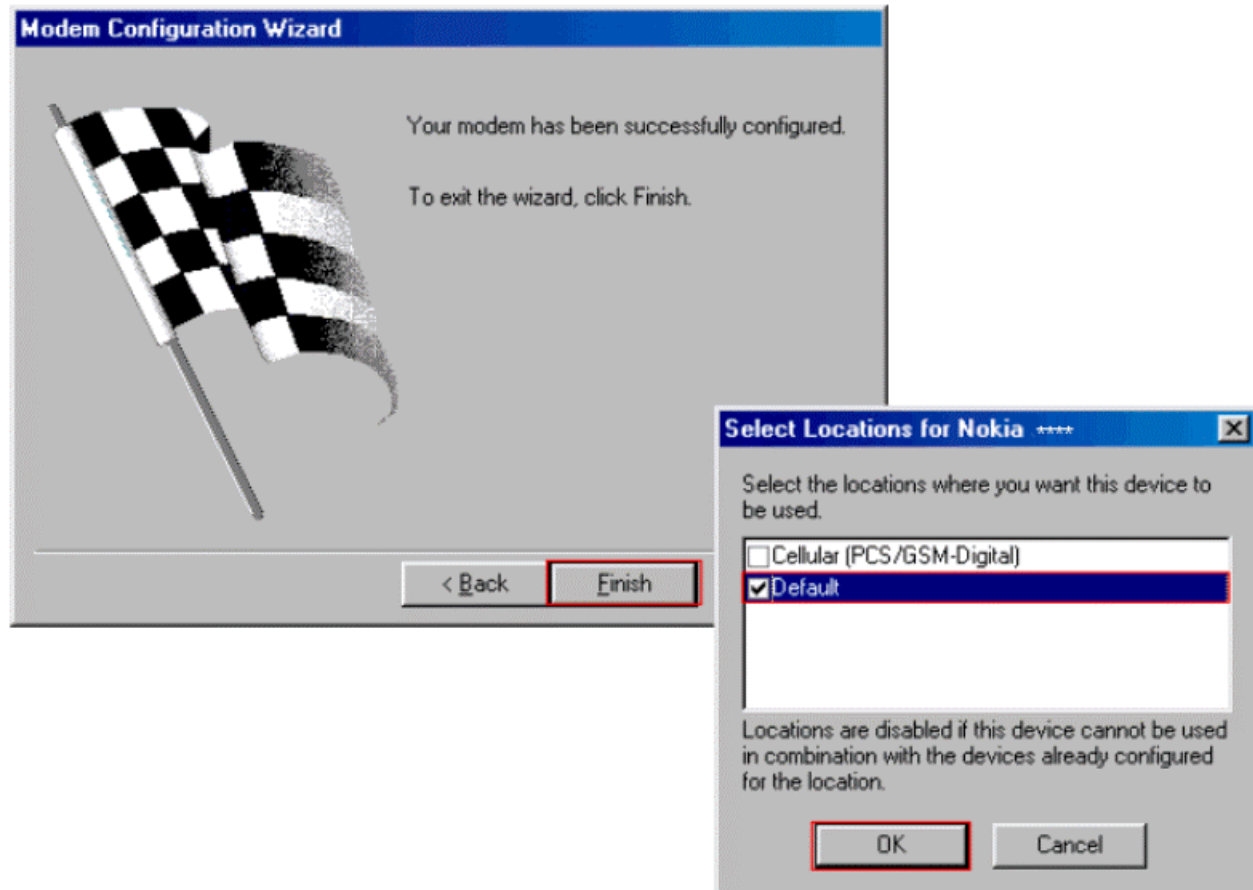 Modem Configuration Wizard
Your modem has been successfully configured.
To exit the wizard, click Finish.
< Back
Finish
Select Locations for Nokia ****
Select the locations where you want this device to
be used.
Cellular (PCS/GSM-Digital)
Default
Locations are disabled if this device cannot be used
in combination with the devices already configured
for the location.
OK
Cancel